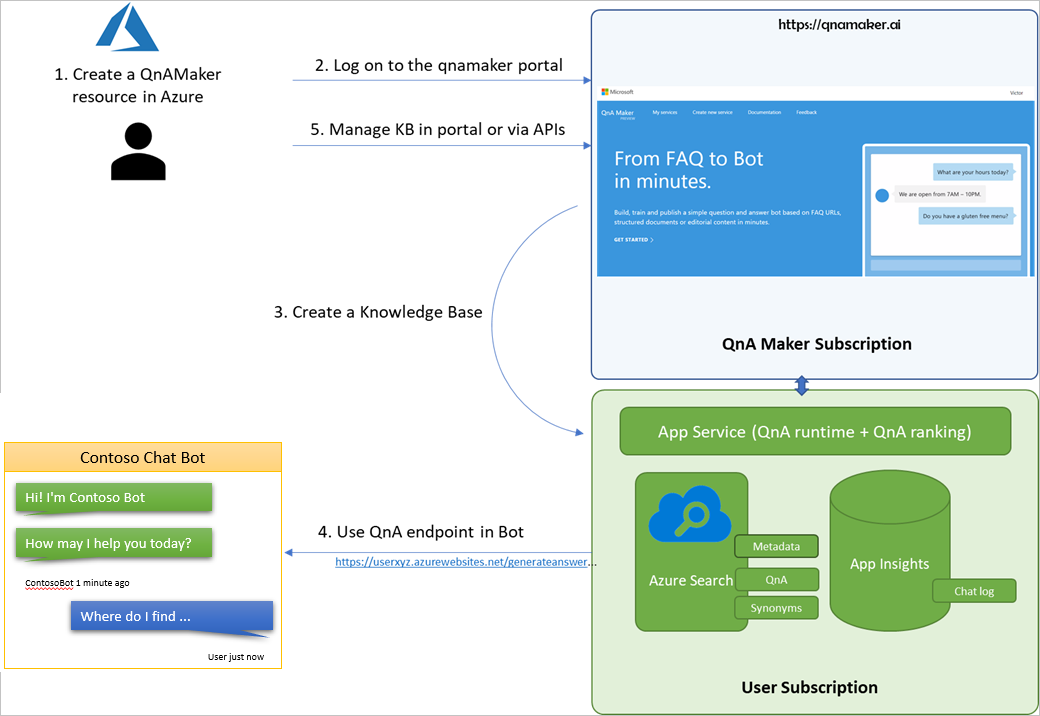 https://qnamaker.ai
1. Create a QnAMaker
resource in Azure
2. Log on to the qnamaker portal
5. Manage KB in portal or via APIs
Microsoft
Victor
QnA Maker
My services
Create new service
Documentation
Feedback
From FAQ to Bot
in minutes.
Build, train and publish a simple question and answer bot based on FAQ URLs,
structured documents or editorial content in minutes.
GET STARTED >
What are your hours today?
We are open from 7AM – 10PM.
Do you have a gluten free menu?
3. Create a Knowledge Base
QnA Maker Subscription
App Service (QnA runtime + QnA ranking)
Contoso Chat Bot
Hi! I'm Contoso Bot
How may I help you today?
ContosoBot 1 minute ago
Where do I find ...
User just now
4. Use QnA endpoint in Bot
https://userxyz.azurewebsites.net/generateanswer...
Azure Search
Metadata
QnA
Synonyms
App Insights
Chat log
User Subscription